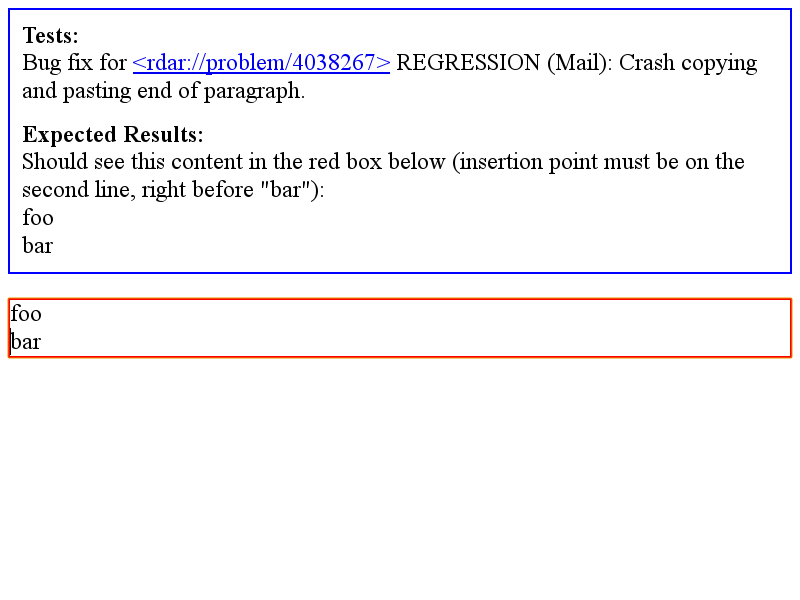 Tests:
Bug fix for <rdar://problem/4038267> REGRESSION (Mail): Crash copying
and pasting end of paragraph.
Expected Results:
Should see this content in the red box below (insertion point must be on the
second line, right before "bar"):
foo
bar
foo
bar